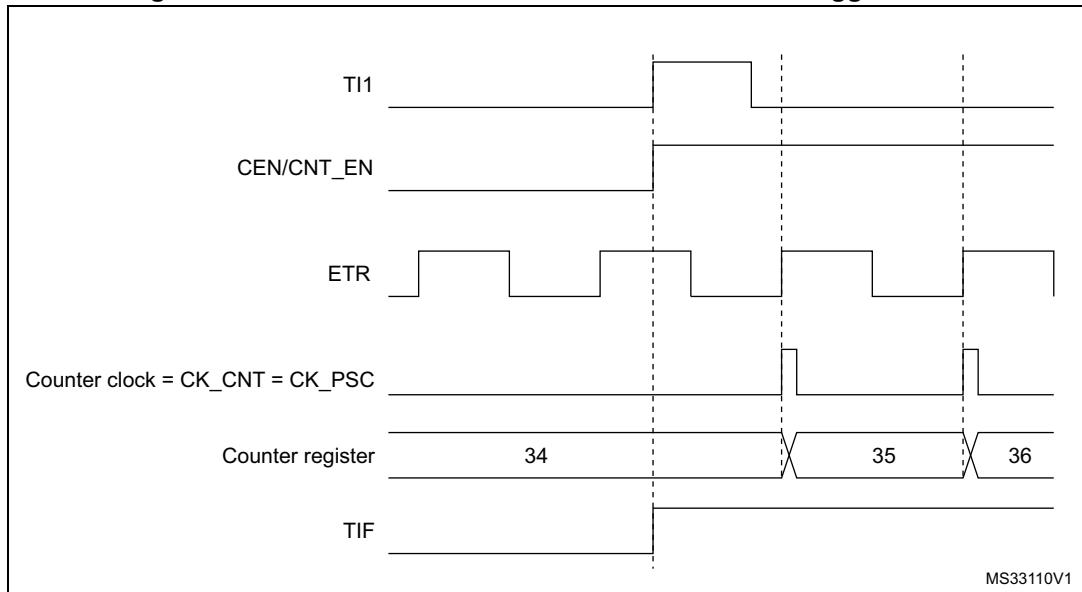 TI1
CEN/CNT_EN
ETR
Counter clock = CK_CNT = CK_PSC
Counter register 34 35 36
TIF
MS33110V1